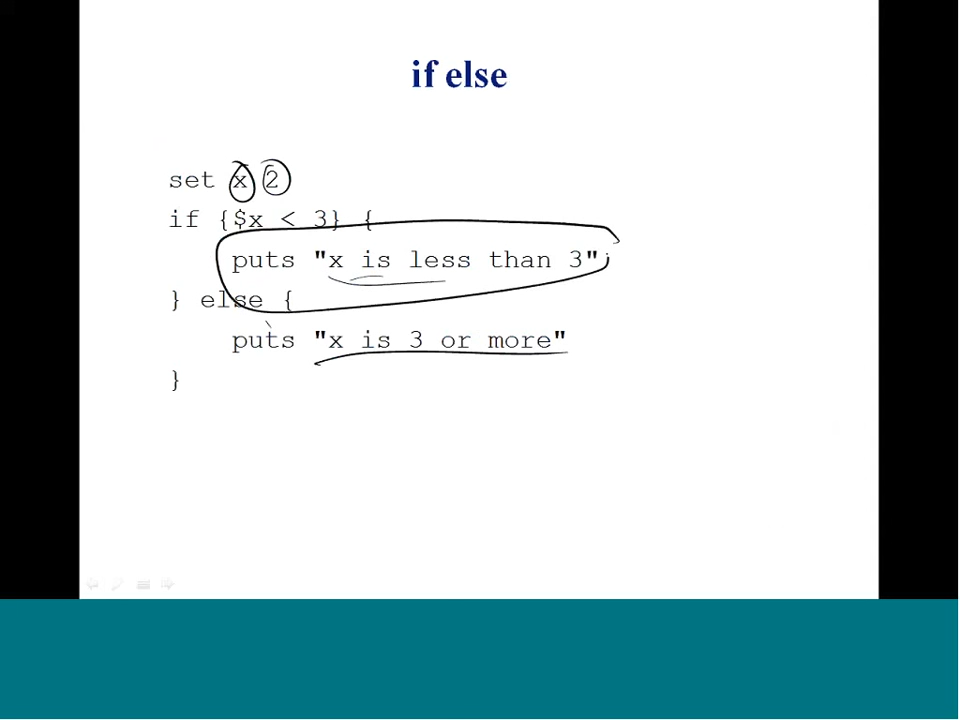 if else
set x 2
if {$x < 3} {
puts "x is less than 3"
} else {
puts "x is 3 or more"
}